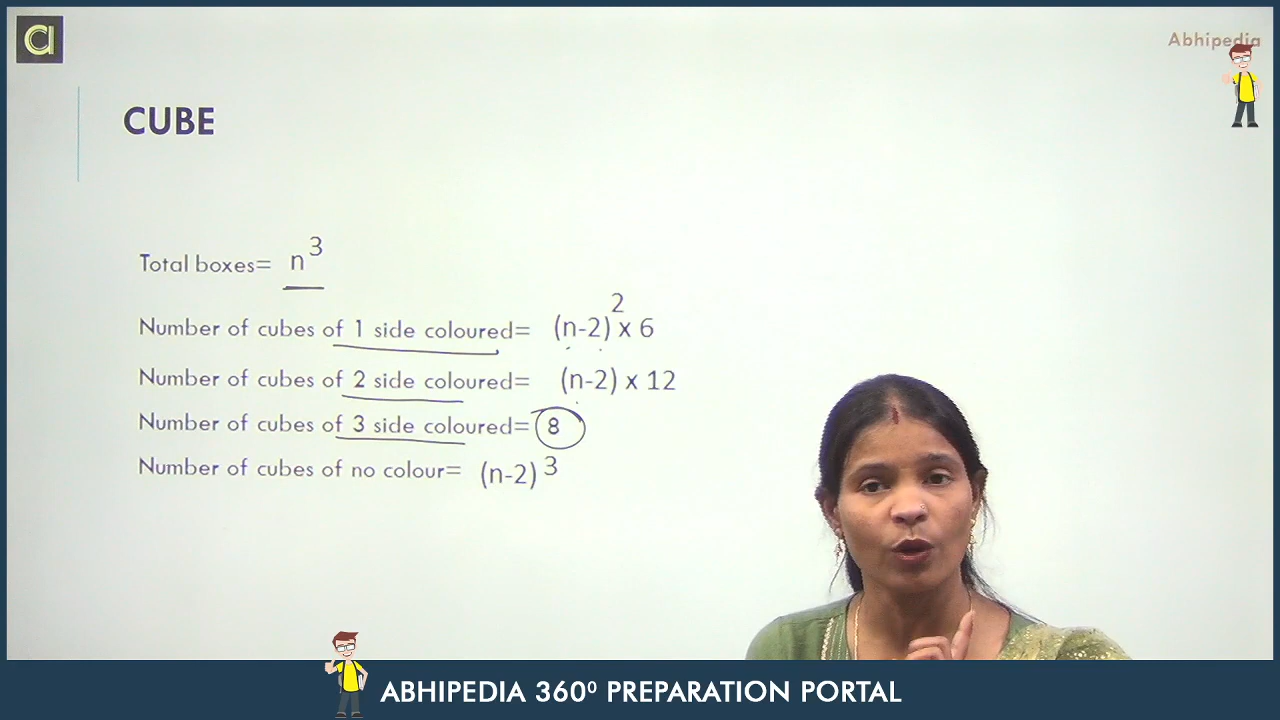 Abhipedia
CUBE
Total boxes= n³
Number of cubes of 1 side coloured= (n-2)² x 6
Number of cubes of 2 side coloured= (n-2) x 12
Number of cubes of 3 side coloured= 8
Number of cubes of no colour= (n-2)³
ABHIPEDIA 360⁰ PREPARATION PORTAL